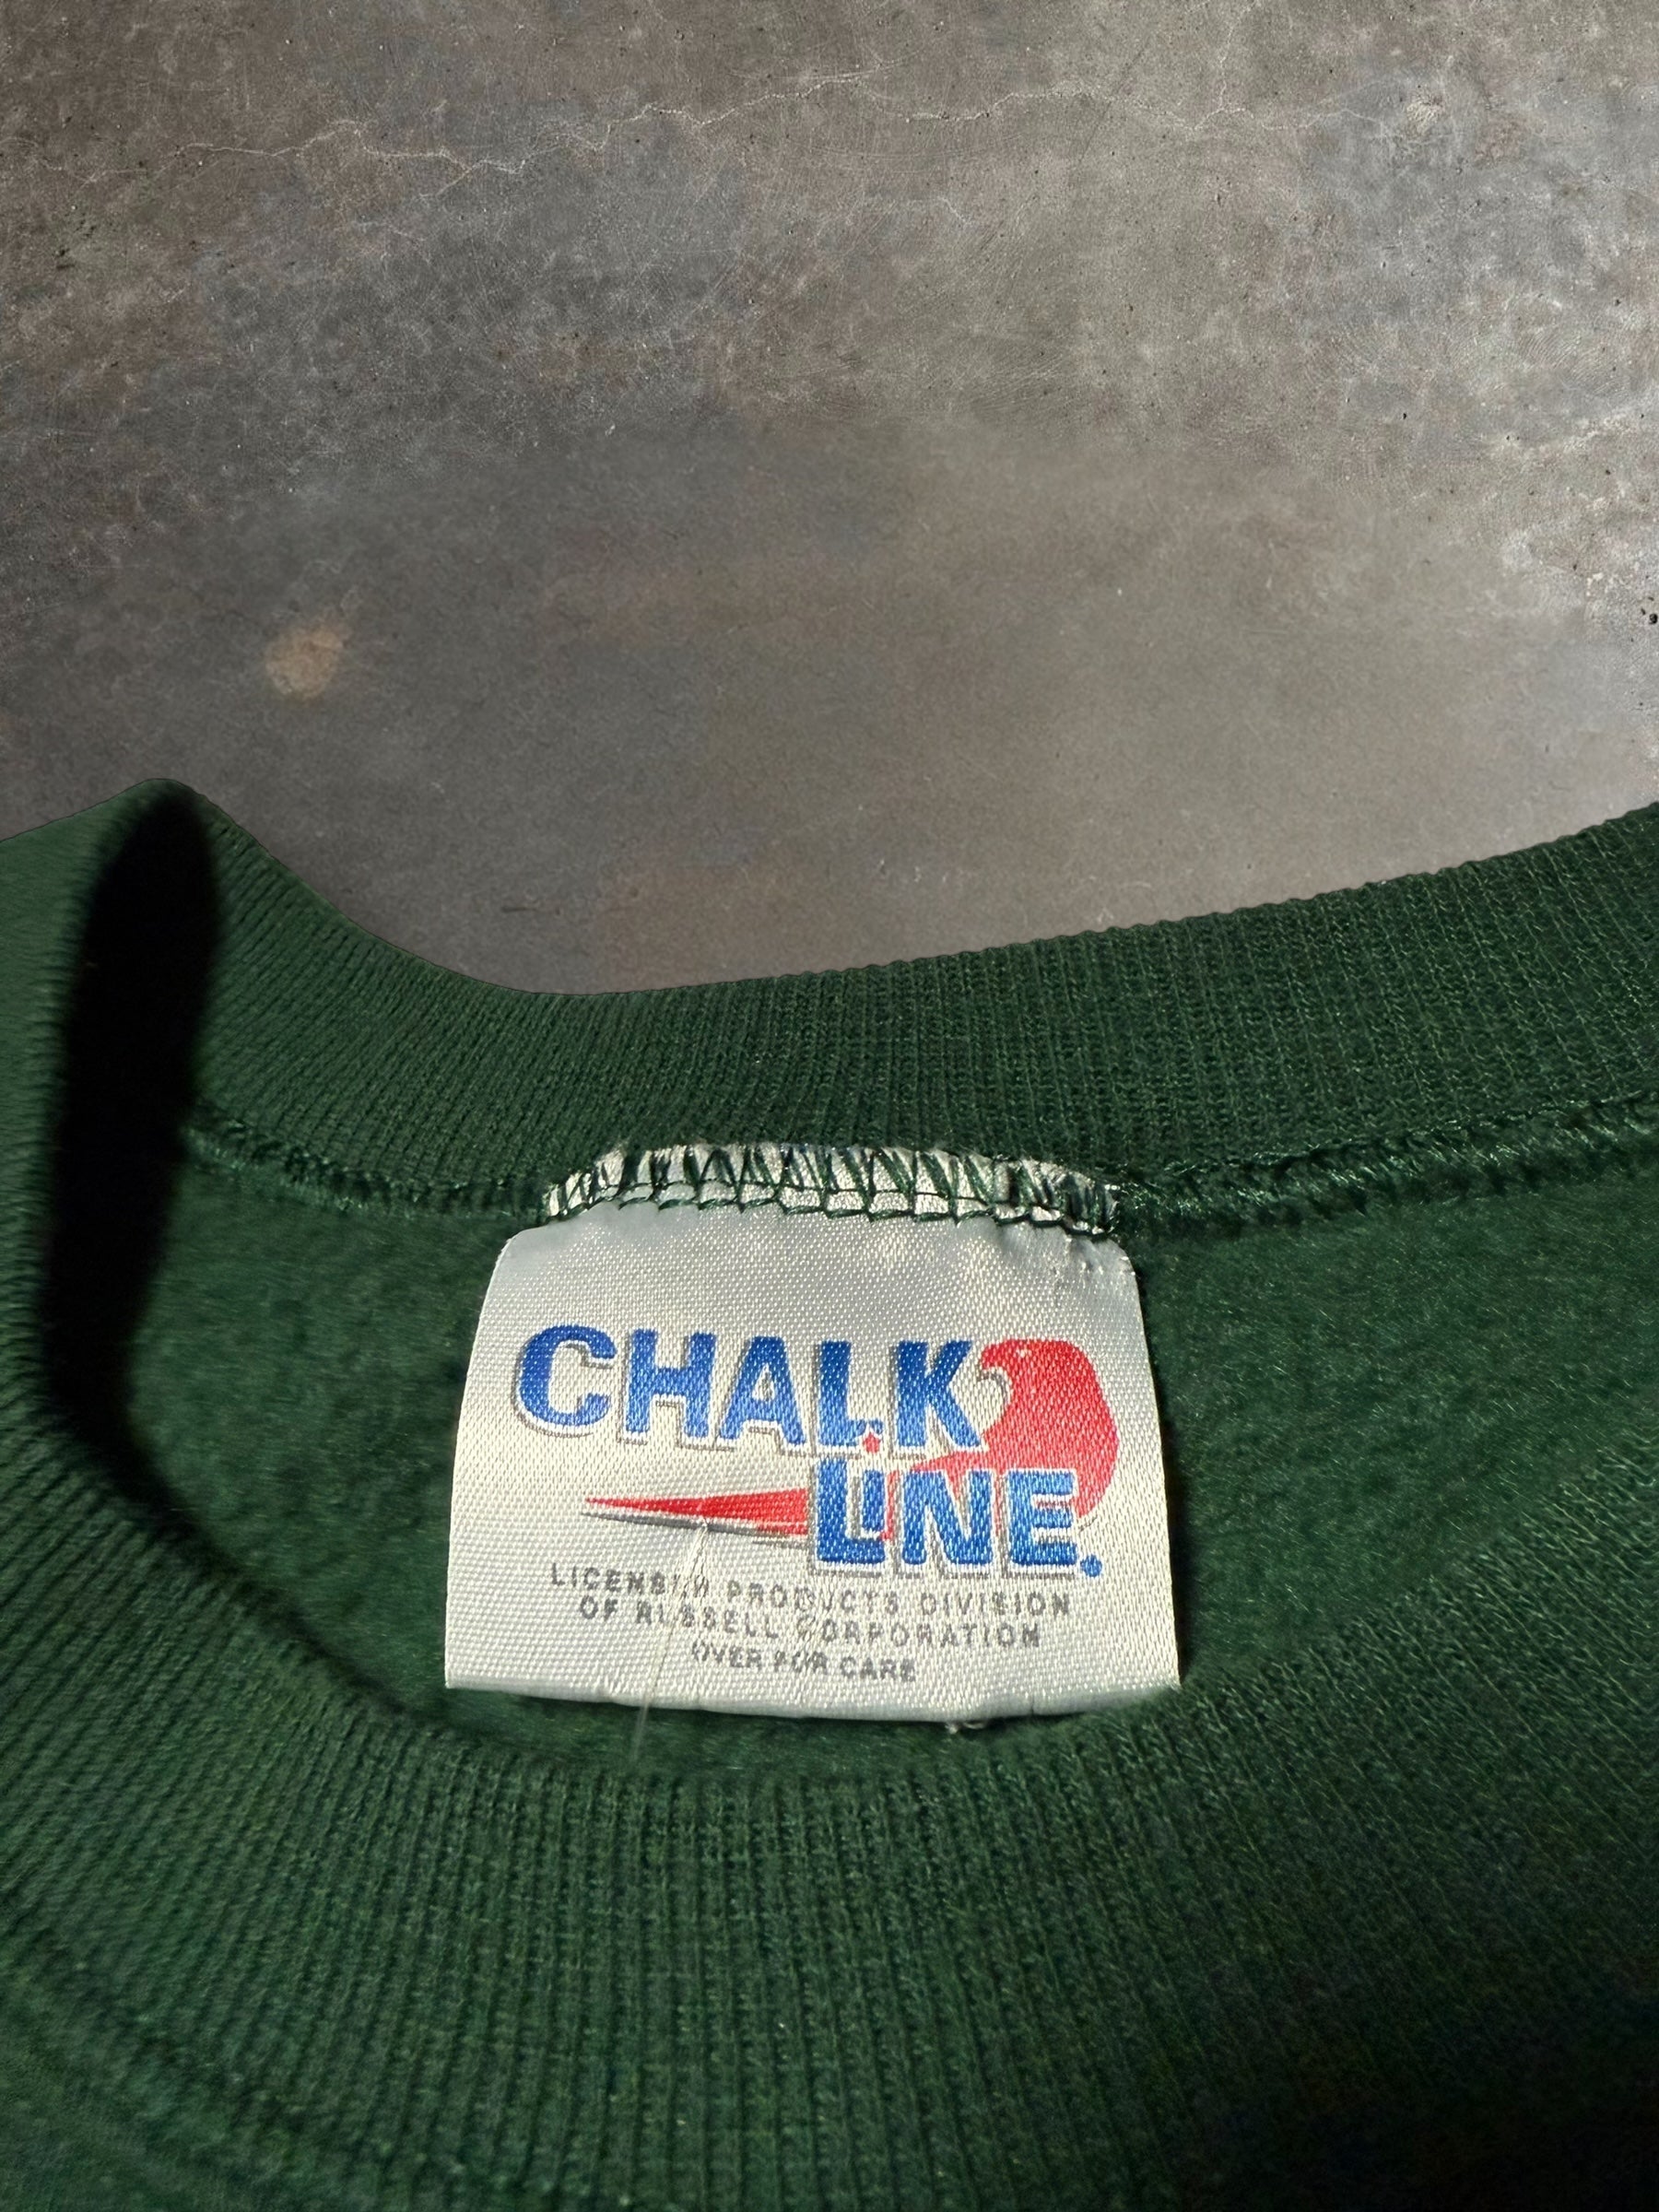 CHALK
LINE.
LICENSED PRODUCTS DIVISION
OF RUSSELL CORPORATION
OVER FOR CARE